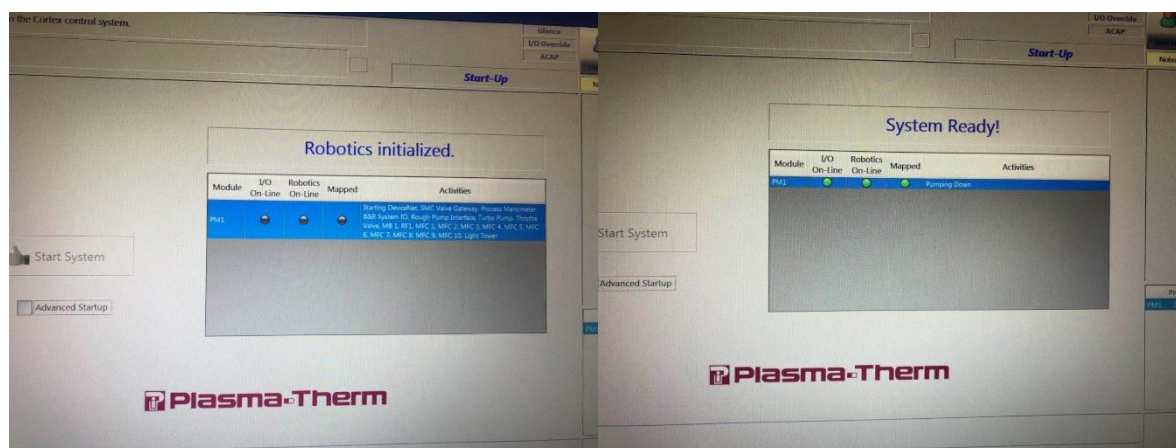 the Cortex control system.
Glance
I/O Override
ACAP
Start-Up
Robotics initialized.
Module
I/O On-Line
Robotics On-Line
Mapped
Activities
PM1
Starting DeviceNet, SMC Valve Gateway, Process Manometer,
B&R System IO, Rough Pump Interface, Turbo Pump, Throttle
Valve, MB 1, RF1, MFC 1, MFC 2, MFC 3, MFC 4, MFC 5, MFC
6, MFC 7, MFC 8, MFC 9, MFC 10, Light Tower
Start System
Advanced Startup
Plasma-Therm
I/O Override
ACAP
Start-Up
System Ready!
Module
I/O On-Line
Robotics On-Line
Mapped
Activities
PM1
Pumping Down
Start System
Advanced Startup
PM1
Plasma-Therm